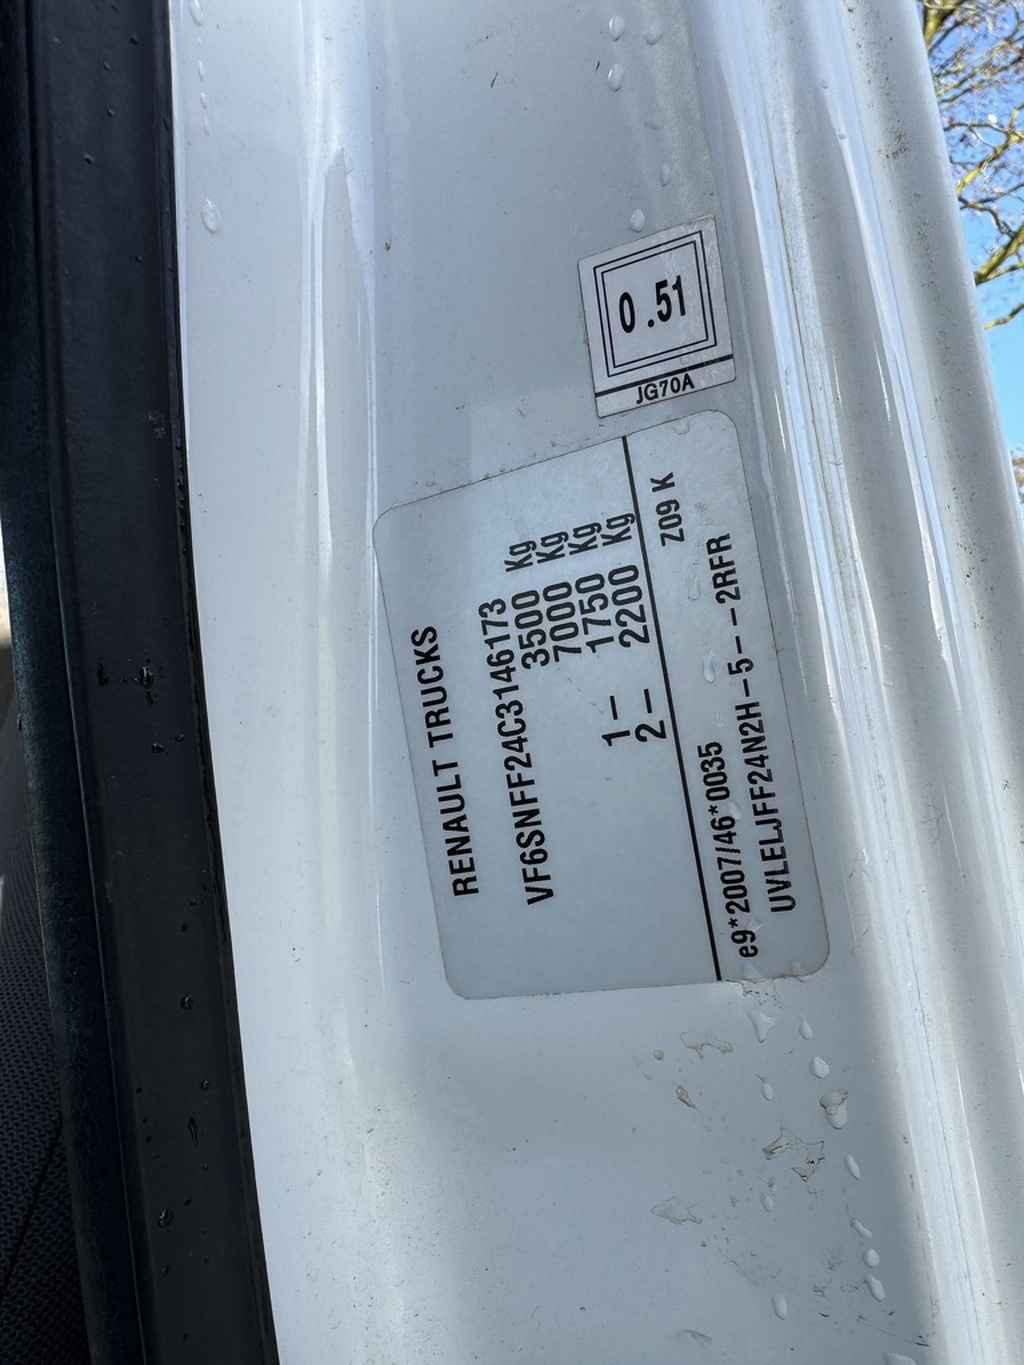 RENAULT TRUCKS
VF6SNFF24C3146173
3500 Kg
7000 Kg
1– 1750 Kg
2– 2200 Kg
e9*2007/46*0035 Z09 K
UVLELJFF24N2H–5– –2RFR
0.51
JG70A